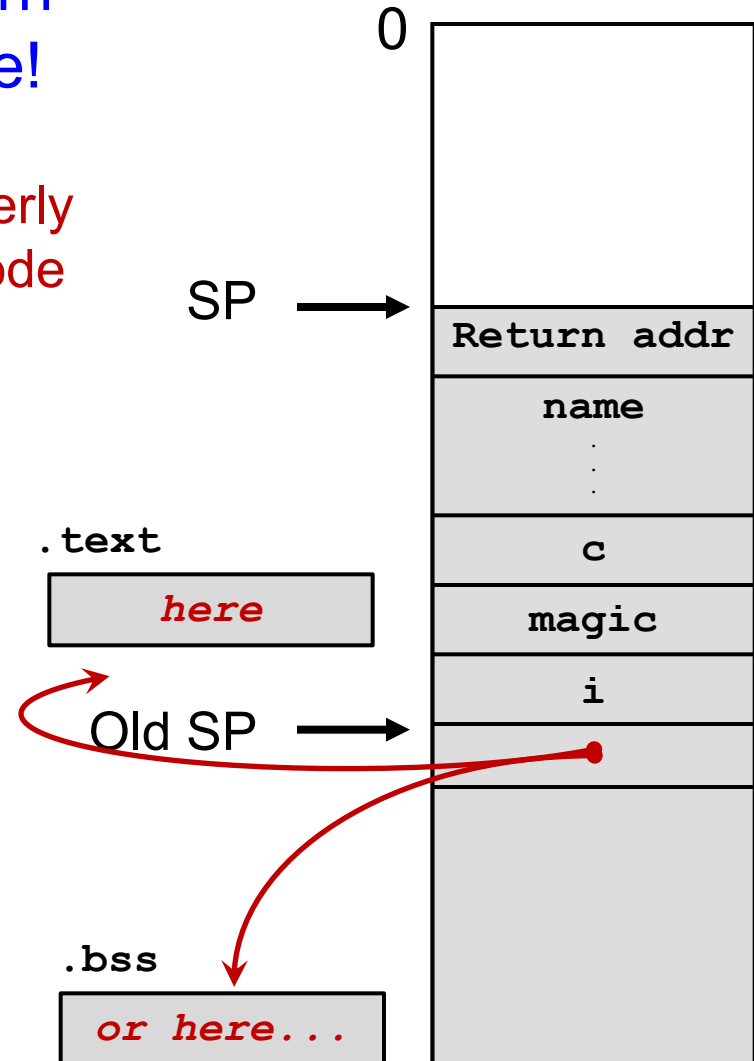 0
SP
Return addr
name
.
.
.
.text
c
here
magic
i
Old SP
.bss
or here...